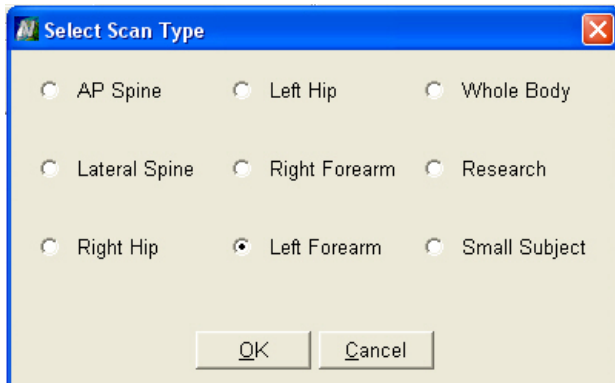 Select Scan Type
AP Spine Left Hip Whole Body
Lateral Spine Right Forearm Research
Right Hip Left Forearm Small Subject
OK Cancel